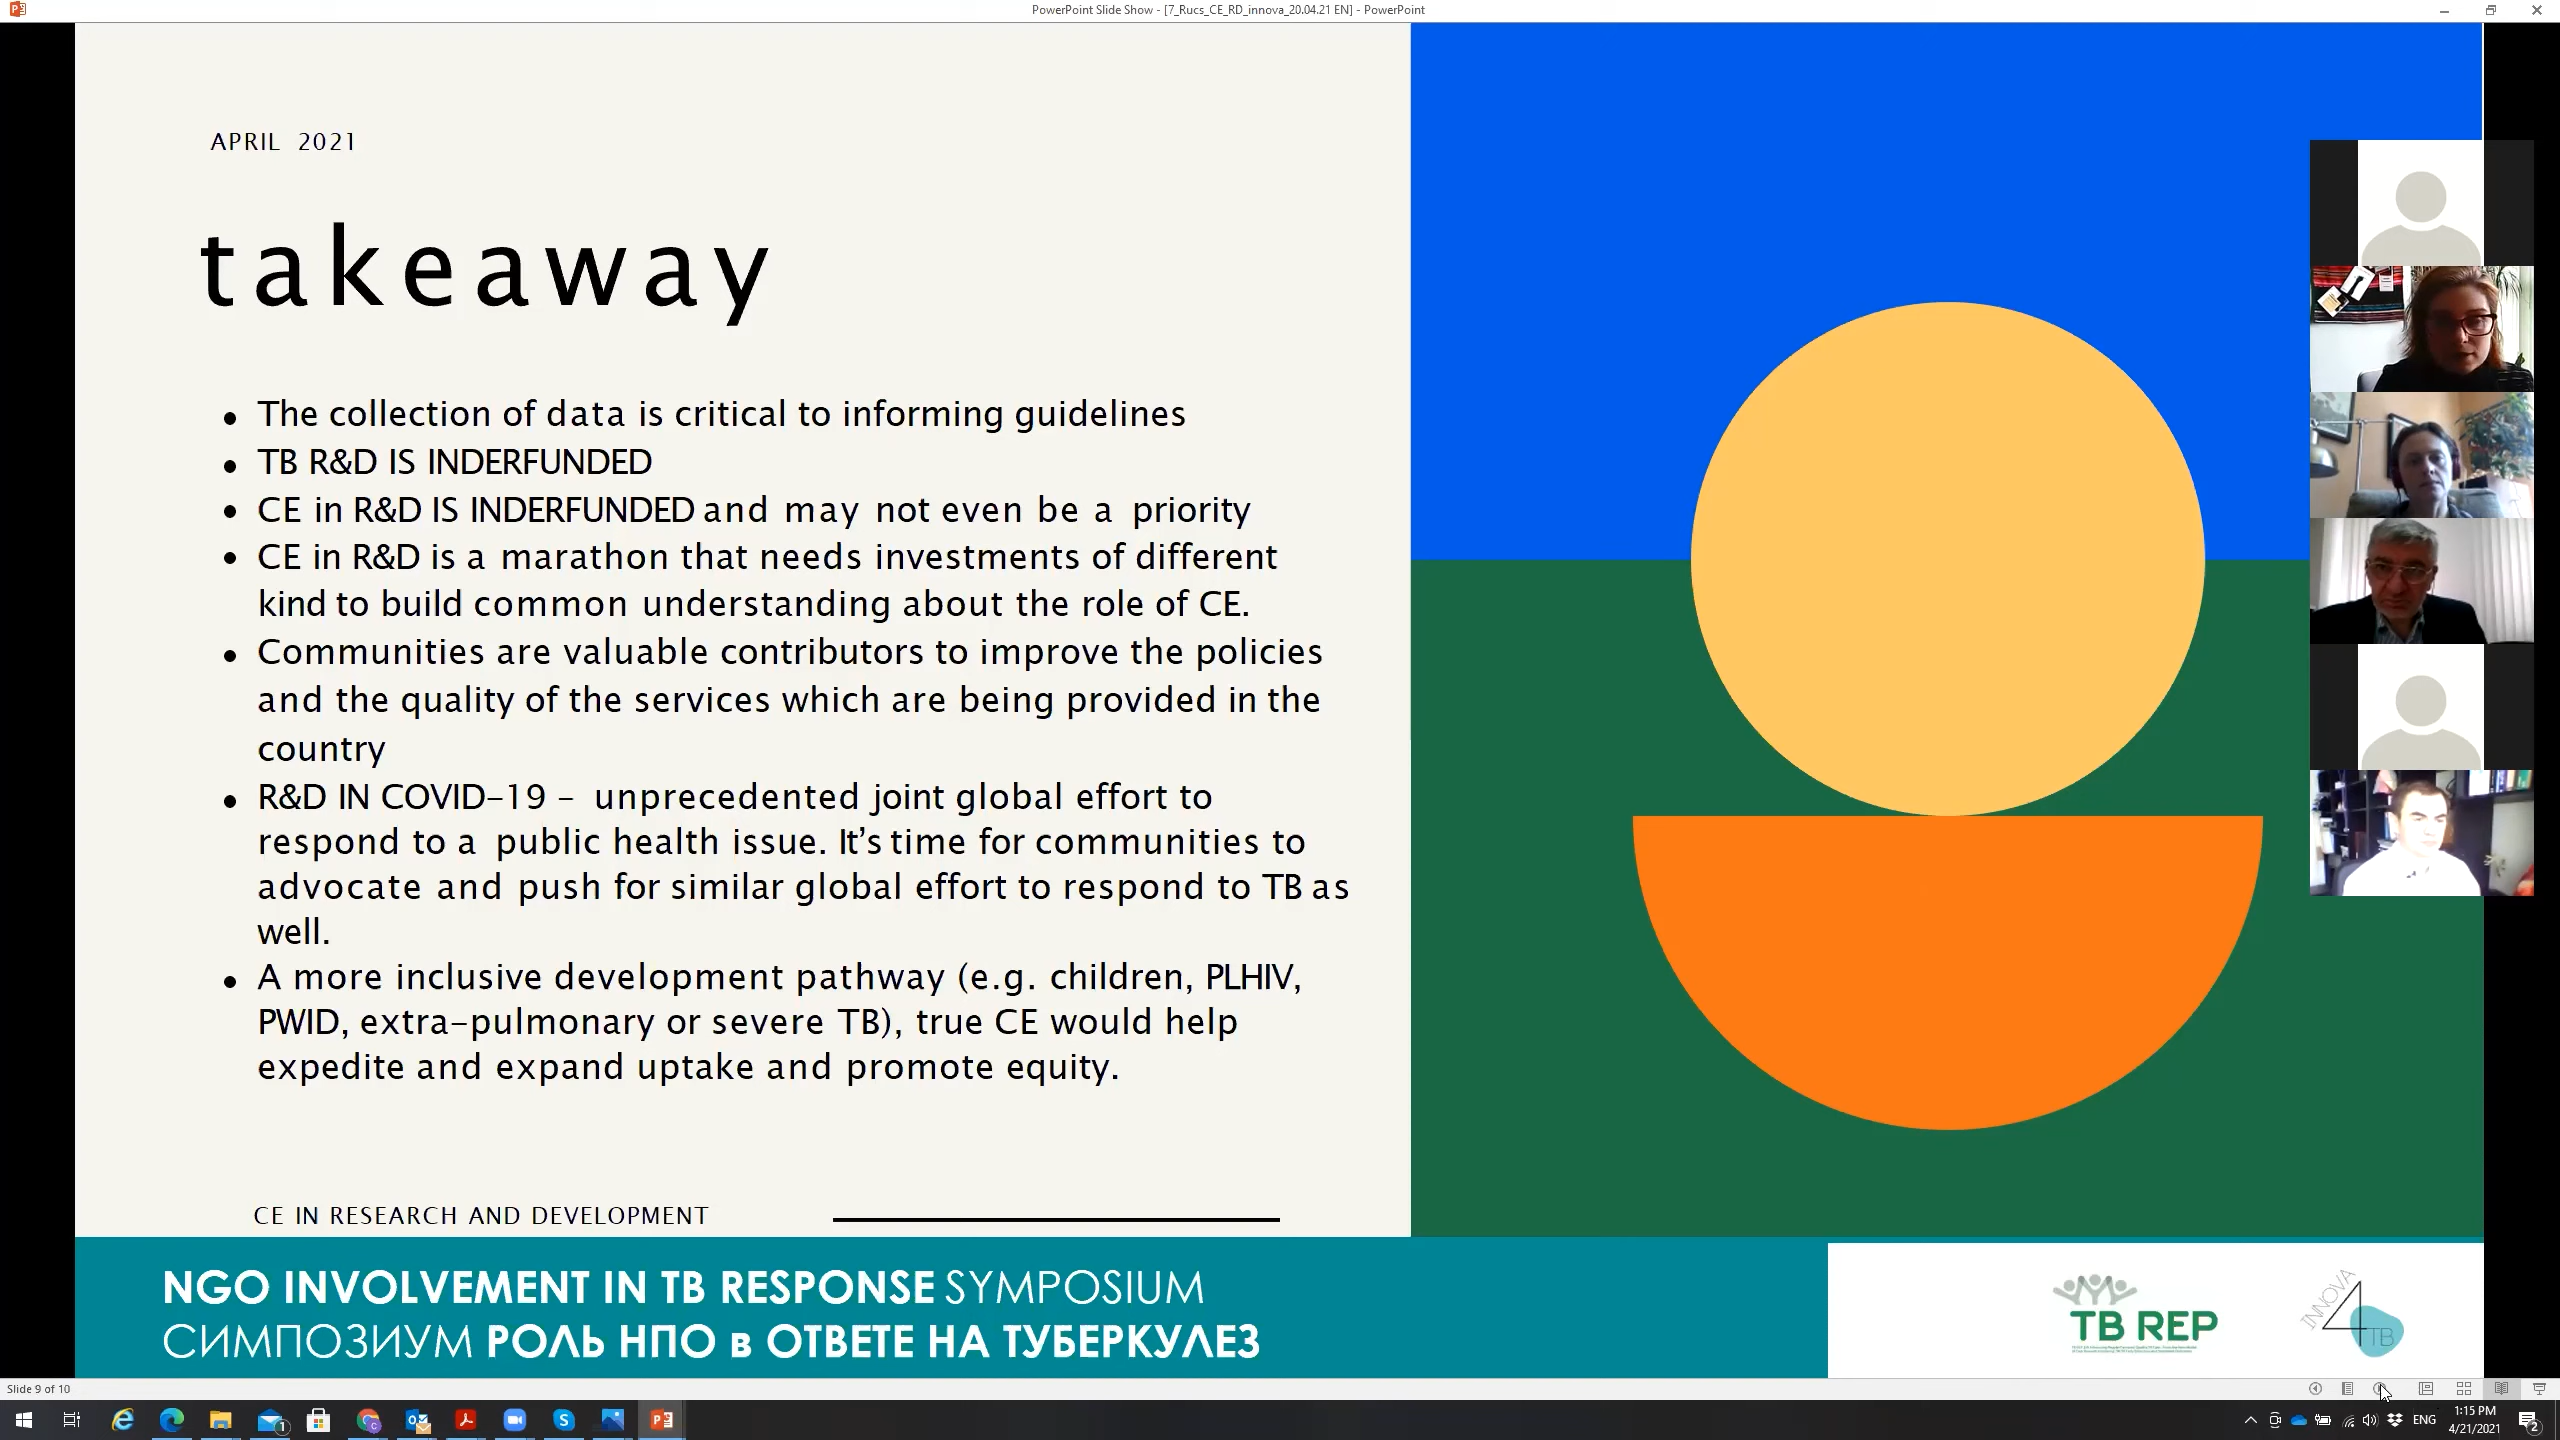 PowerPoint Slide Show - [7_Rucs_CE_RD_innova_20.04.21 EN] - PowerPoint
APRIL 2021
takeaway
• The collection of data is critical to informing guidelines
• TB R&D IS INDERFUNDED
• CE in R&D IS INDERFUNDED and may not even be a priority
• CE in R&D is a marathon that needs investments of different
kind to build common understanding about the role of CE.
• Communities are valuable contributors to improve the policies
and the quality of the services which are being provided in the
country
• R&D IN COVID-19 - unprecedented joint global effort to
respond to a public health issue. It's time for communities to
advocate and push for similar global effort to respond to TB as
well.
• A more inclusive development pathway (e.g. children, PLHIV,
PWID, extra-pulmonary or severe TB), true CE would help
expedite and expand uptake and promote equity.
CE IN RESEARCH AND DEVELOPMENT
NGO INVOLVEMENT IN TB RESPONSE SYMPOSIUM
СИМПОЗИУМ РОЛЬ НПО в ОТВЕТЕ НА ТУБЕРКУЛЕЗ
TB REP
INNOVA
4
TB
Slide 9 of 10
ENG
1:15 PM
4/21/2021